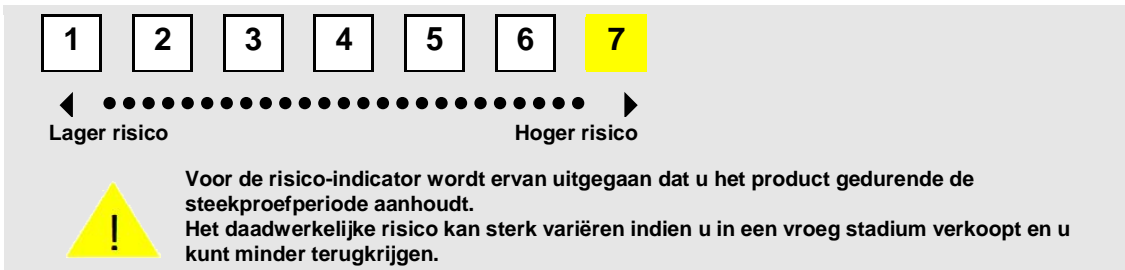 1 2 3 4 5 6 7
Lager risico Hoger risico
! Voor de risico-indicator wordt ervan uitgegaan dat u het product gedurende de
steekproefperiode aanhoudt.
Het daadwerkelijke risico kan sterk variëren indien u in een vroeg stadium verkoopt en u
kunt minder terugkrijgen.